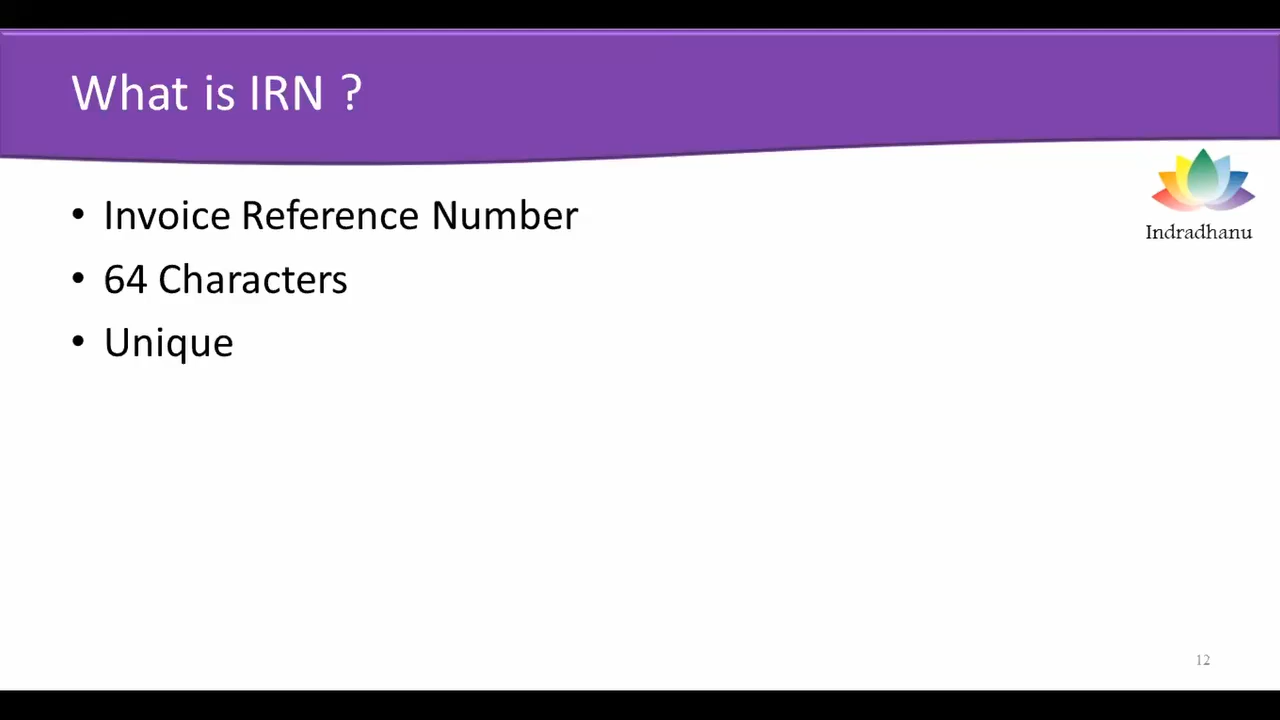 What is IRN ?
Indradhanu
• Invoice Reference Number
• 64 Characters
• Unique
12